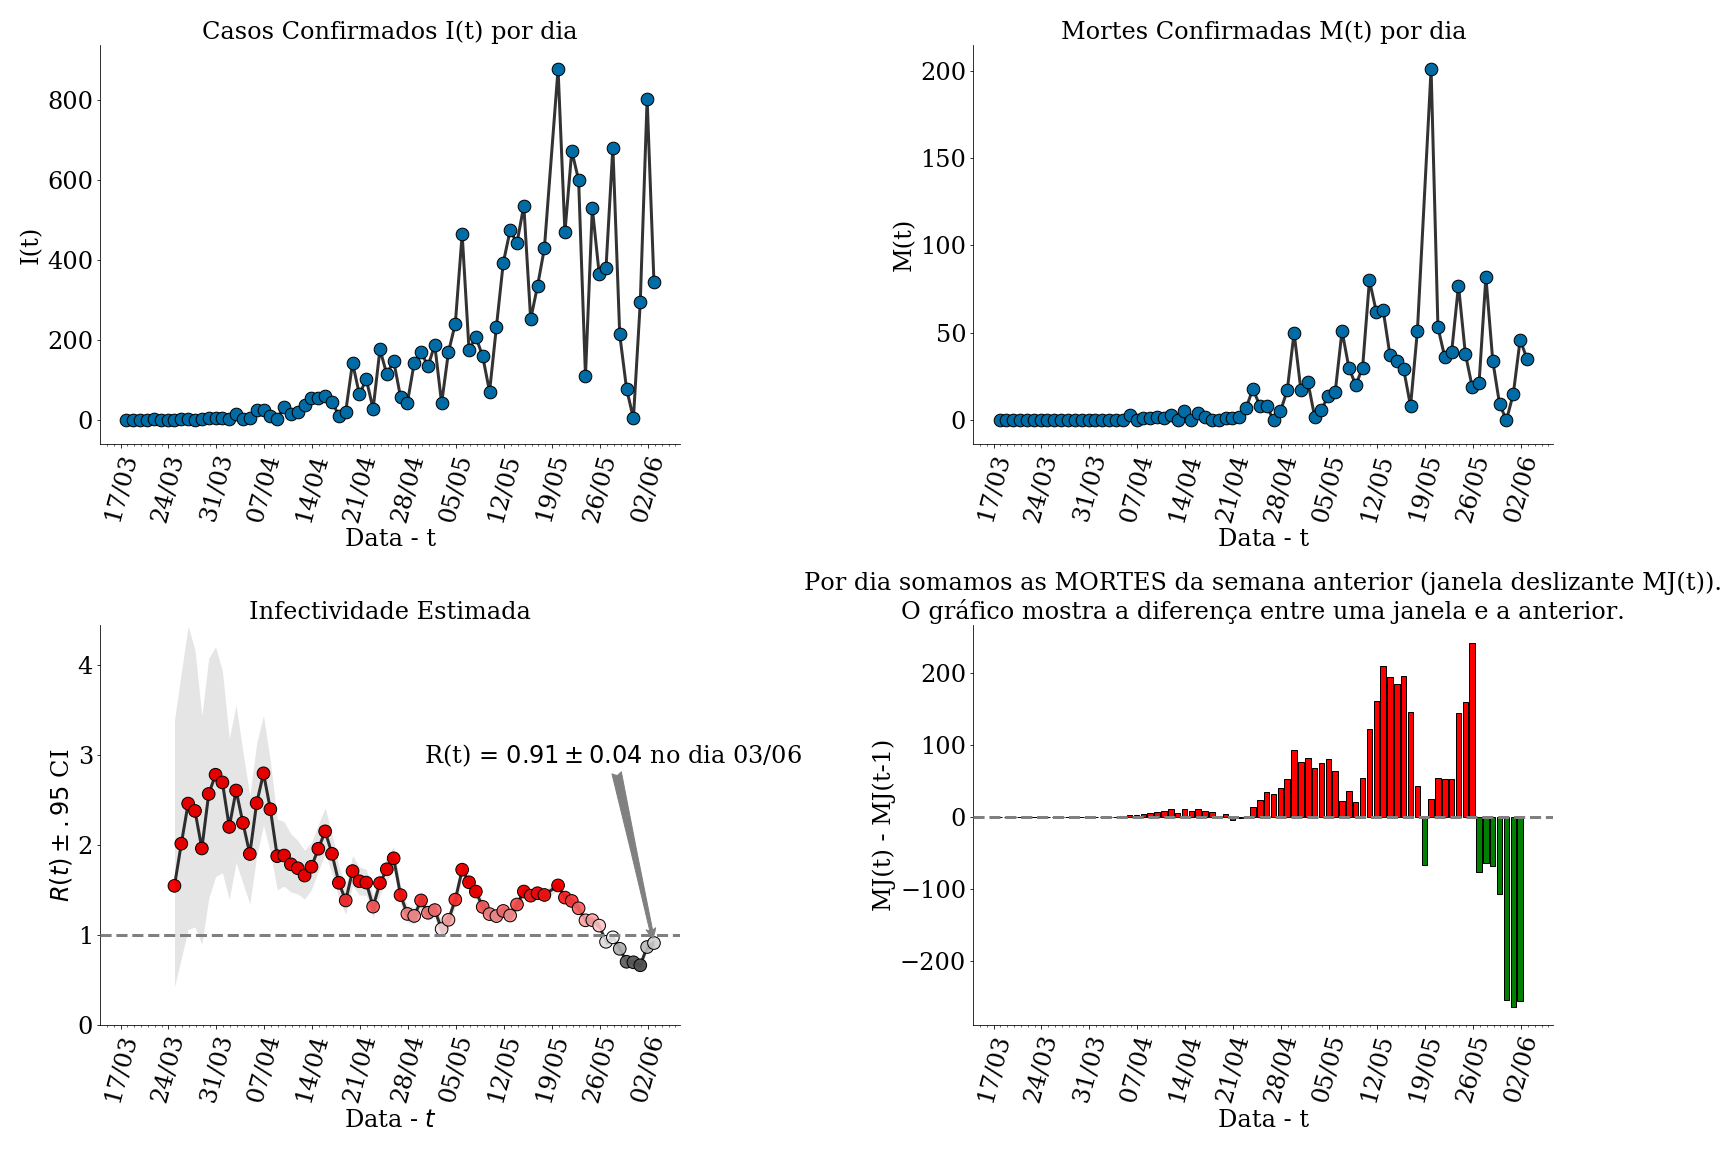 Casos Confirmados I(t) por dia
I(t)
800
600
400
200
0
17/03 24/03 31/03 07/04 14/04 21/04 28/04 05/05 12/05 19/05 26/05 02/06
Data - t
Mortes Confirmadas M(t) por dia
M(t)
200
150
100
50
0
17/03 24/03 31/03 07/04 14/04 21/04 28/04 05/05 12/05 19/05 26/05 02/06
Data - t
Infectividade Estimada
R(t) ± .95 CI
4
3
2
1
0
R(t) = 0.91 ± 0.04 no dia 03/06
17/03 24/03 31/03 07/04 14/04 21/04 28/04 05/05 12/05 19/05 26/05 02/06
Data - t
Por dia somamos as MORTES da semana anterior (janela deslizante MJ(t)).
O gráfico mostra a diferença entre uma janela e a anterior.
MJ(t) - MJ(t-1)
200
100
0
−100
−200
17/03 24/03 31/03 07/04 14/04 21/04 28/04 05/05 12/05 19/05 26/05 02/06
Data - t